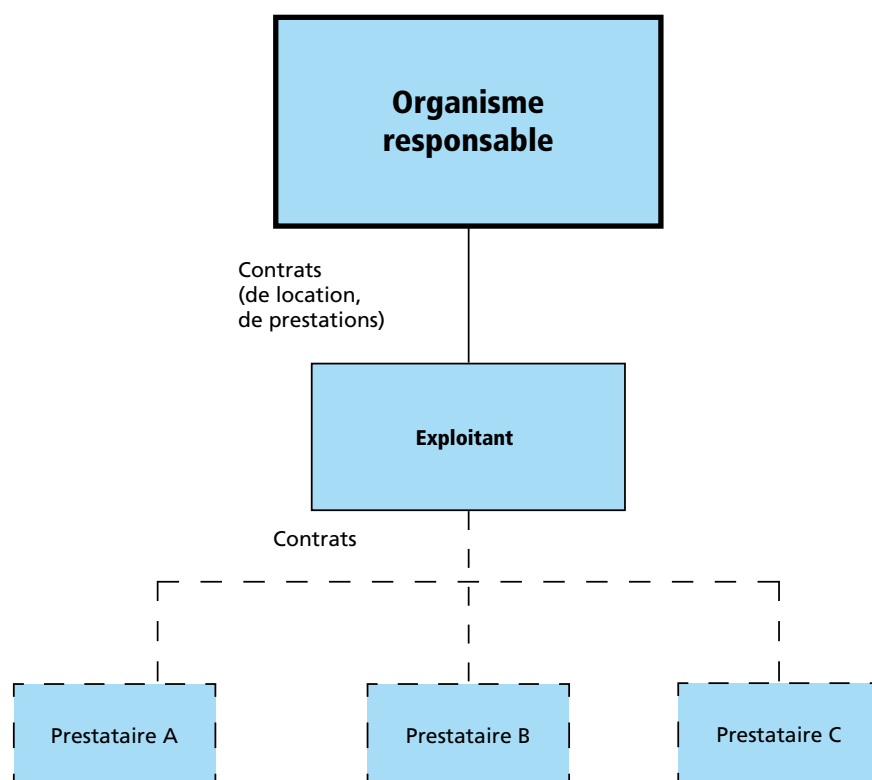 Organisme
responsable
Contrats
(de location,
de prestations)
Exploitant
Contrats
Prestataire A
Prestataire B
Prestataire C